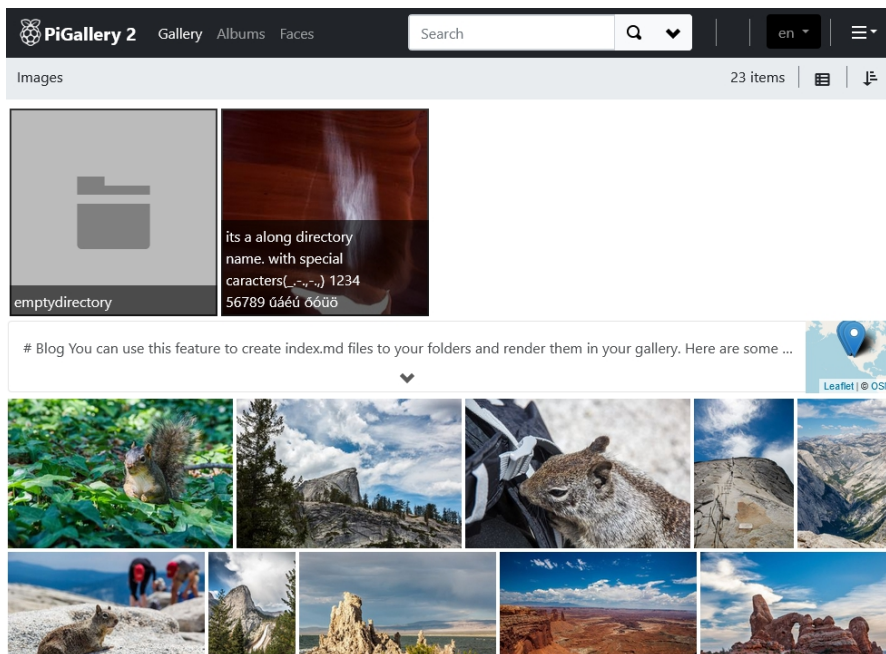 PiGallery 2 Gallery Albums Faces Search en
Images 23 items
its a along directory
name. with special
caracters(_.-.,-.,) 1234
56789 úáéú őóüö
emptydirectory
# Blog You can use this feature to create index.md files to your folders and render them in your gallery. Here are some ...
Leaflet | © OSM